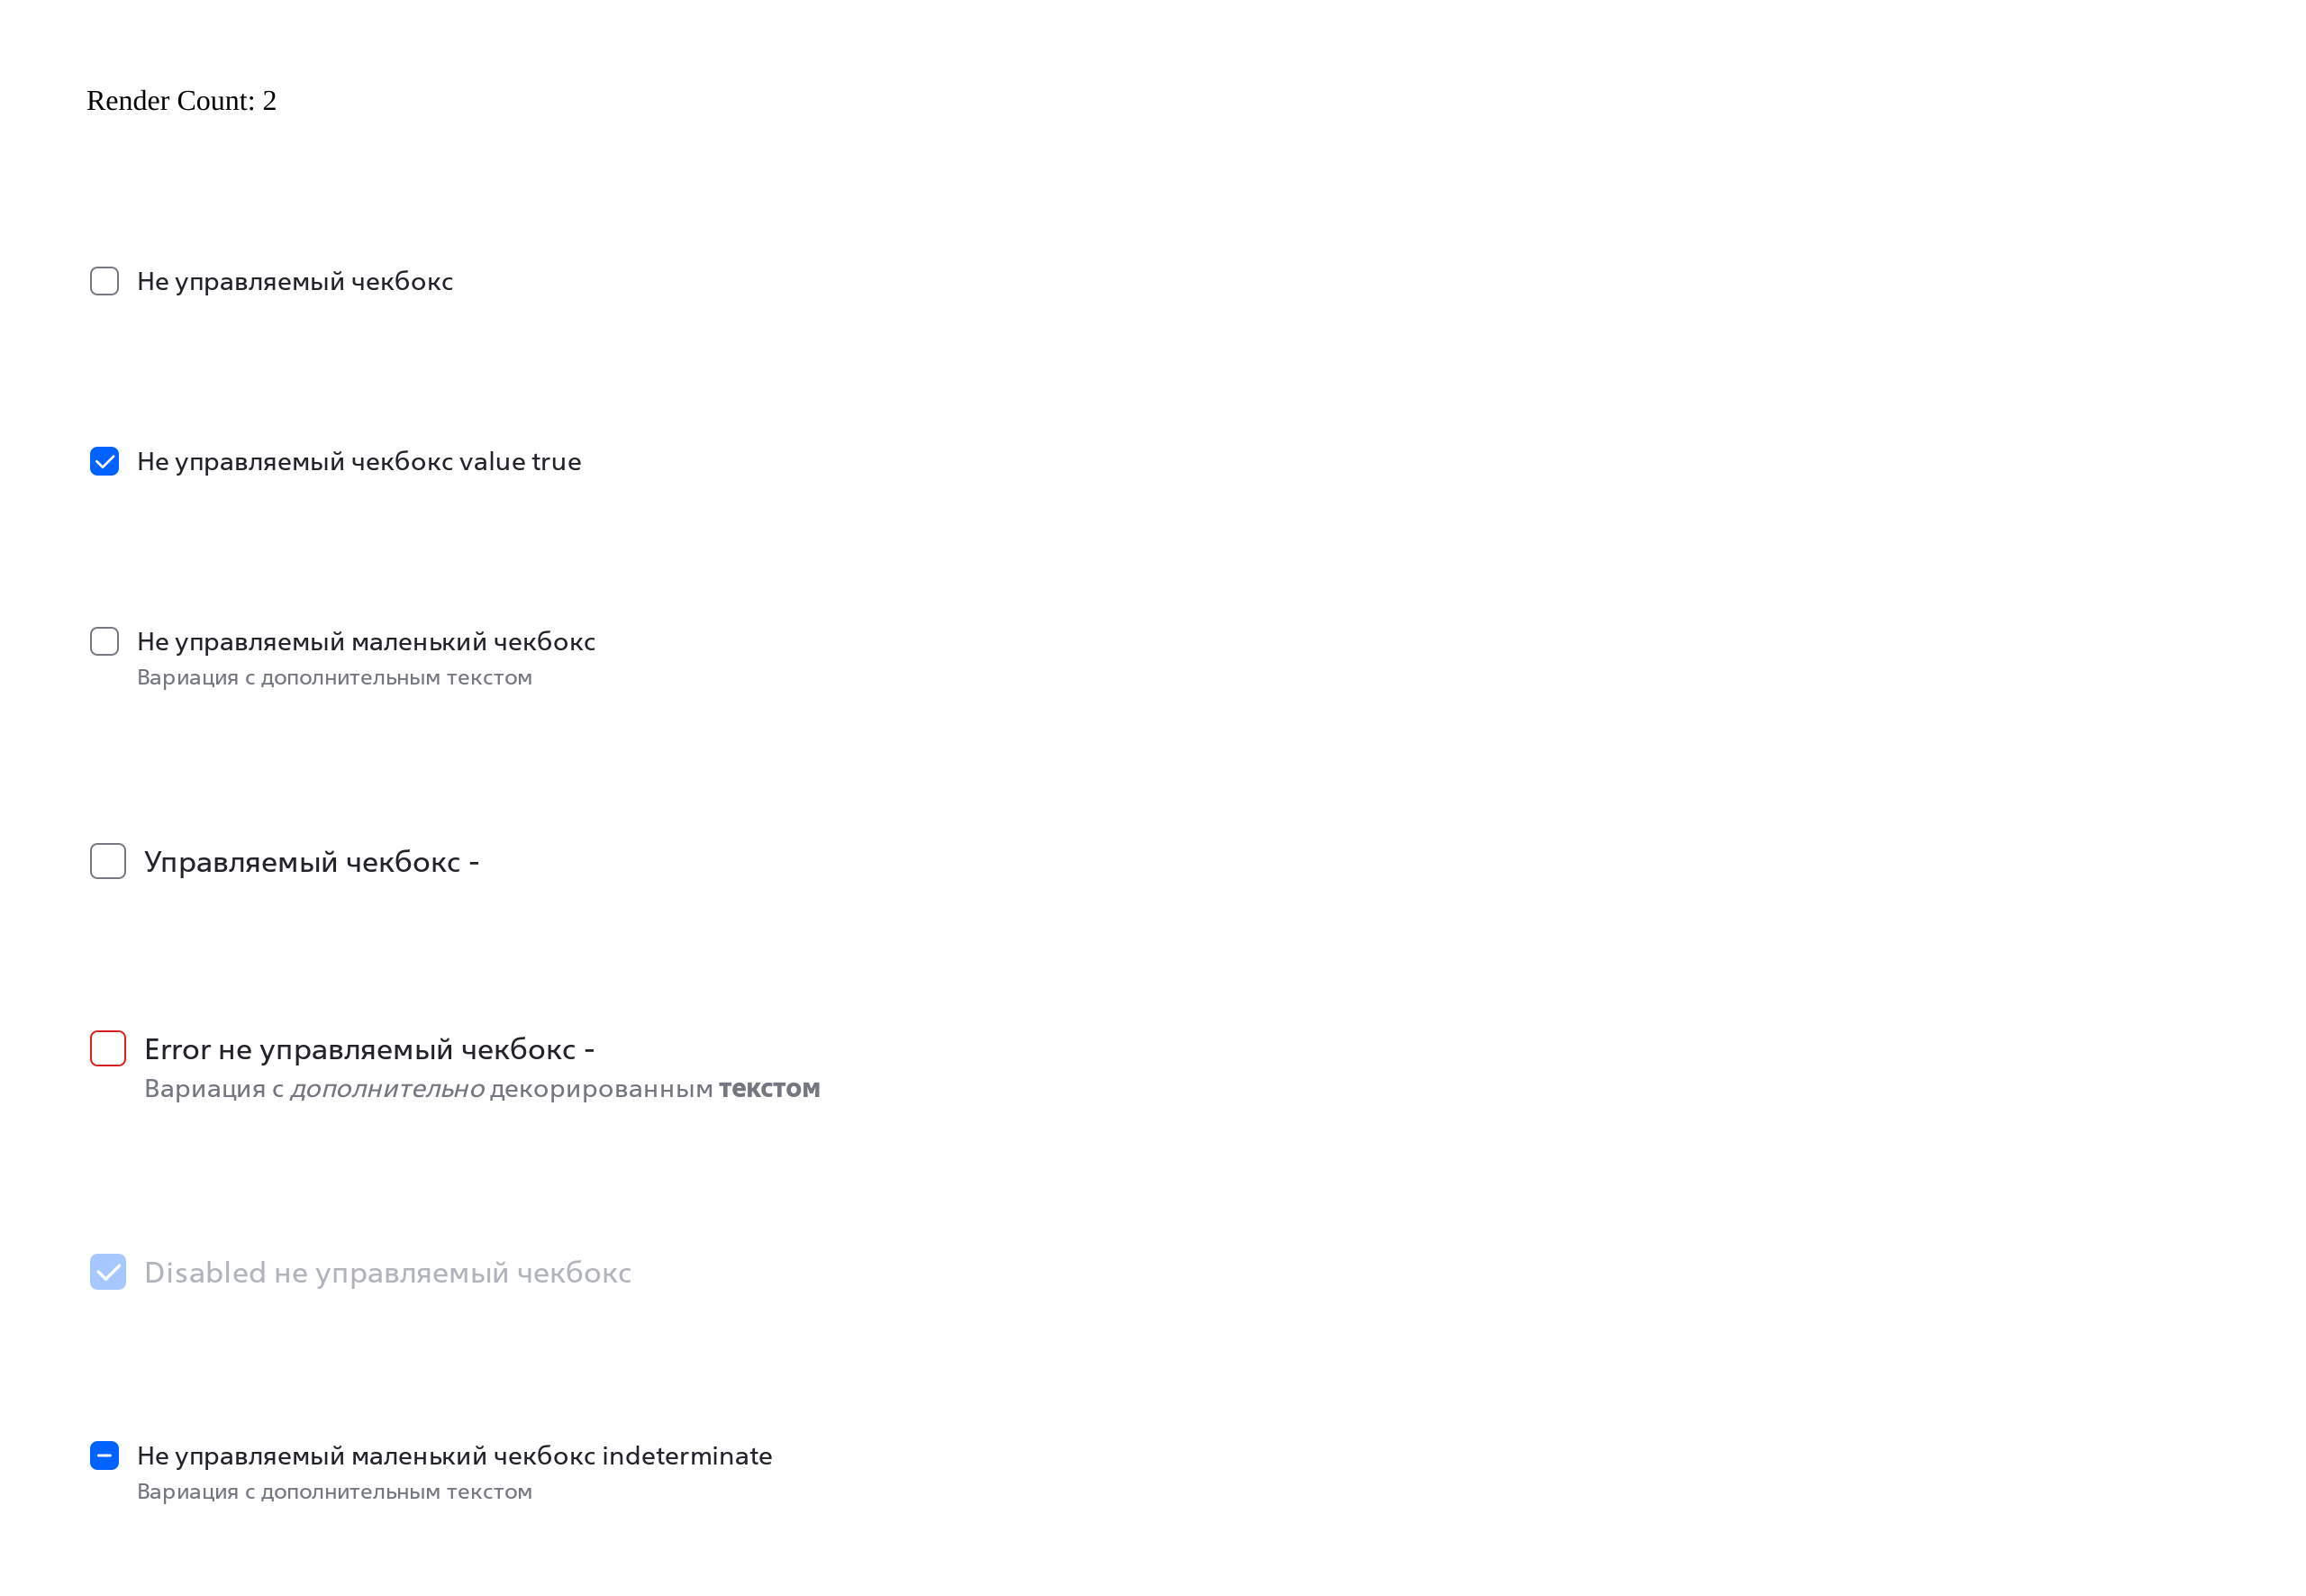 Render Count: 2
Не управляемый чекбокс
Не управляемый чекбокс value true
Не управляемый маленький чекбокс
Вариация с дополнительным текстом
Управляемый чекбокс -
Error не управляемый чекбокс -
Вариация с дополнительно декорированным текстом
Disabled не управляемый чекбокс
Не управляемый маленький чекбокс indeterminate
Вариация с дополнительным текстом